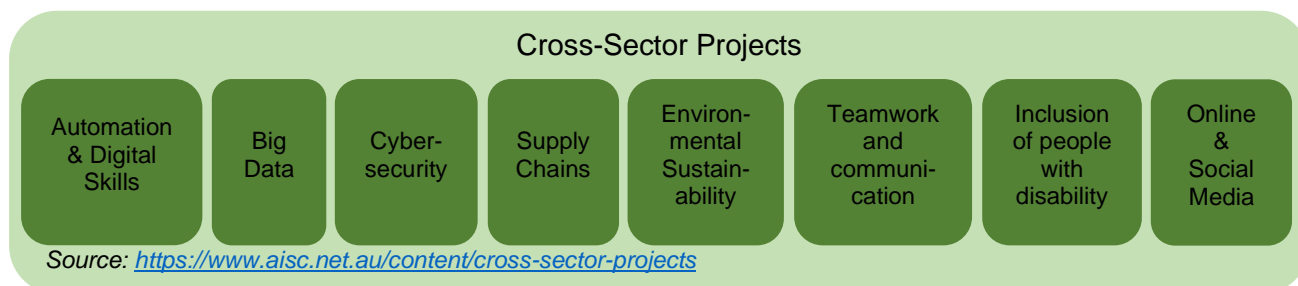 Cross-Sector Projects
Automation
& Digital
Skills
Big
Data
Cyber-
security
Supply
Chains
Environ-
mental
Sustain-
ability
Teamwork
and
communi-
cation
Inclusion
of people
with
disability
Online
&
Social
Media
Source: https://www.aisc.net.au/content/cross-sector-projects